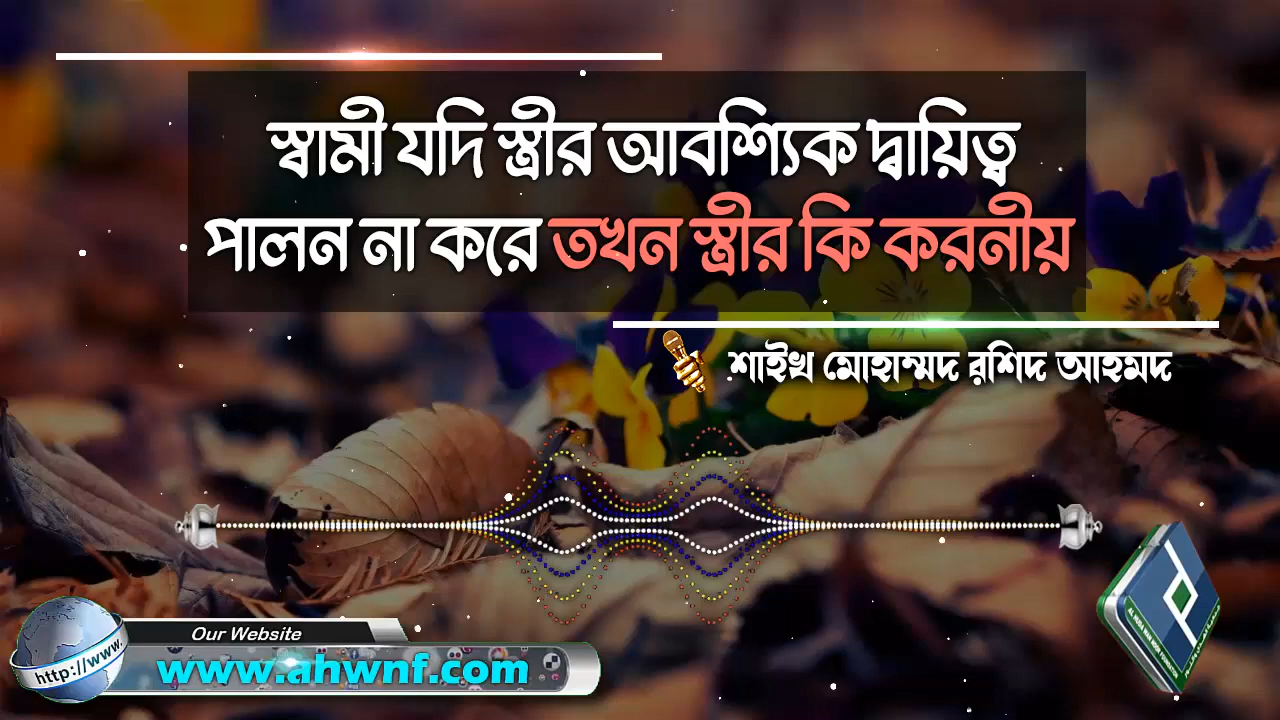 স্বামী যদি স্ত্রীর আবশ্যিক দ্বায়িত্ব
পালন না করে তখন স্ত্রীর কি করনীয়
শাইখ মোহাম্মদ রশিদ আহমদ
Our Website
http://www.
www.ahwnf.com